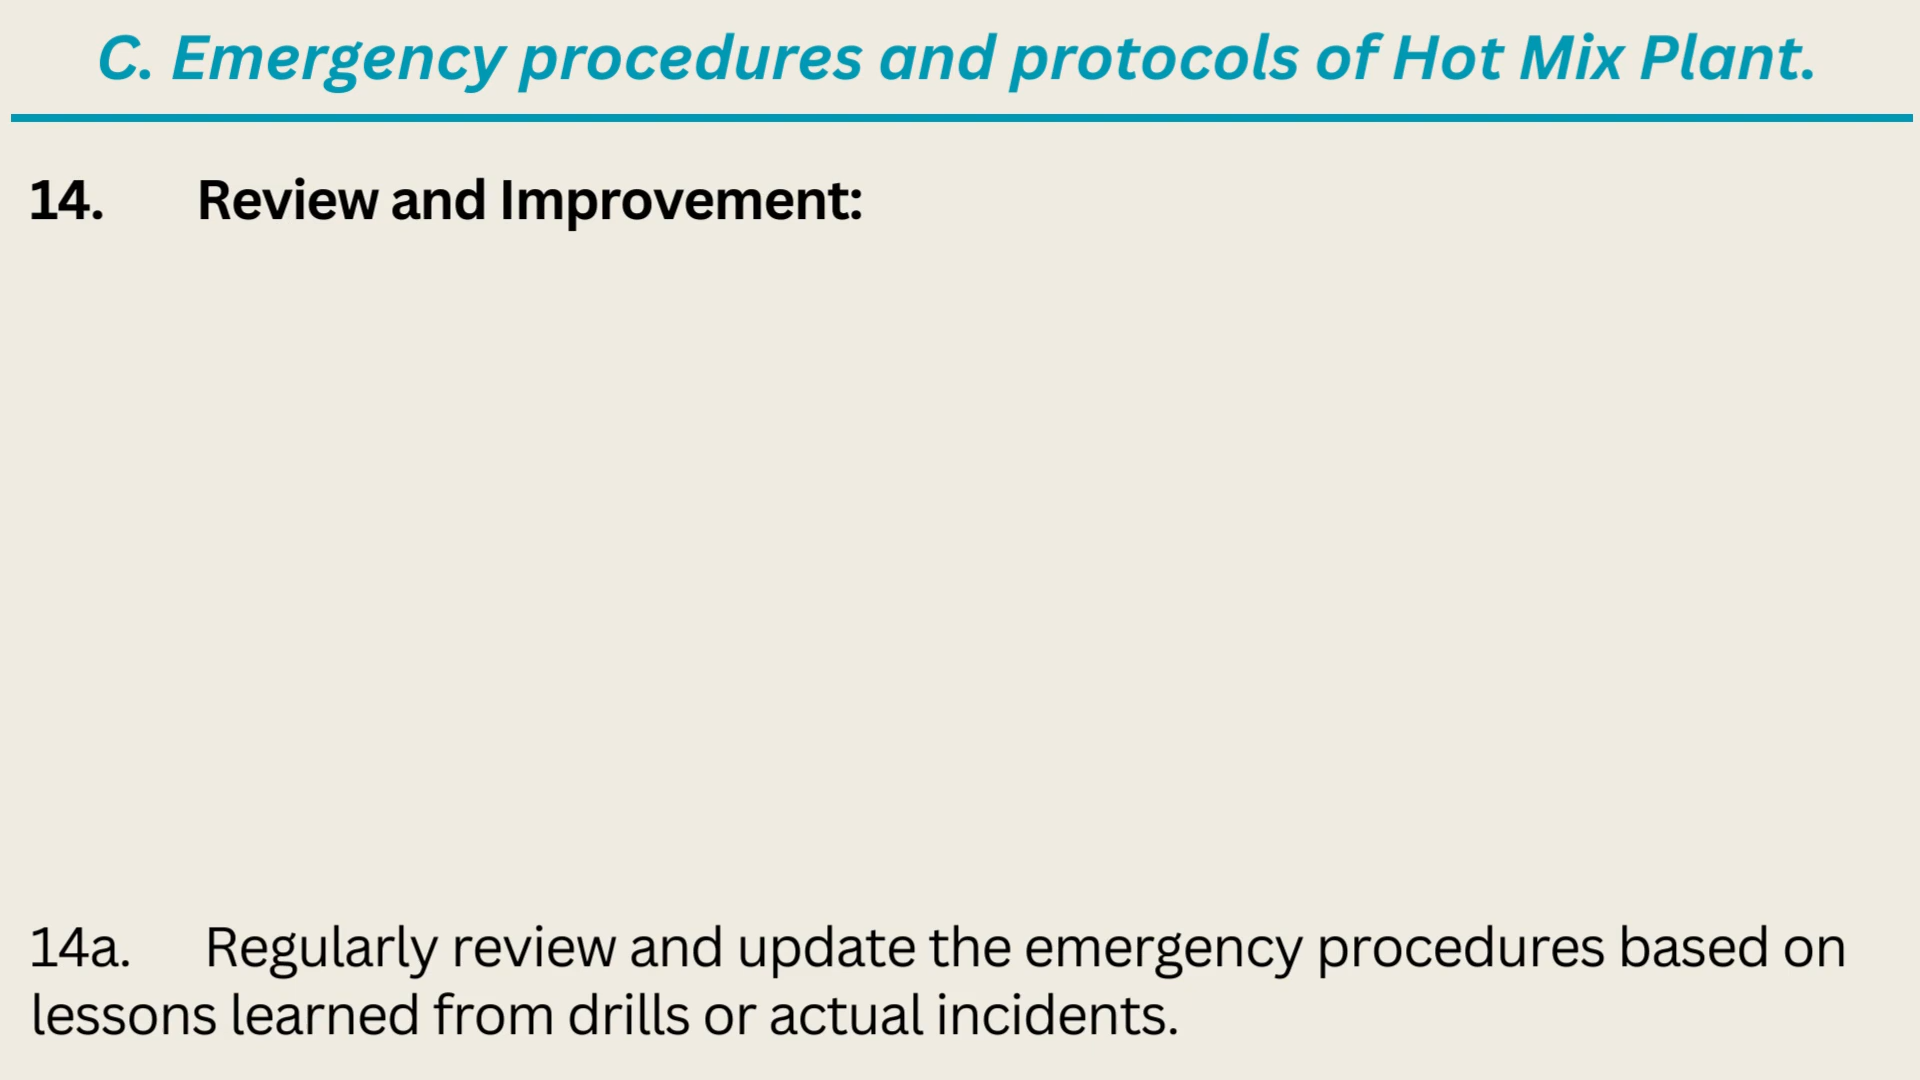 C. Emergency procedures and protocols of Hot Mix Plant.
14. Review and Improvement:
14a. Regularly review and update the emergency procedures based on
lessons learned from drills or actual incidents.